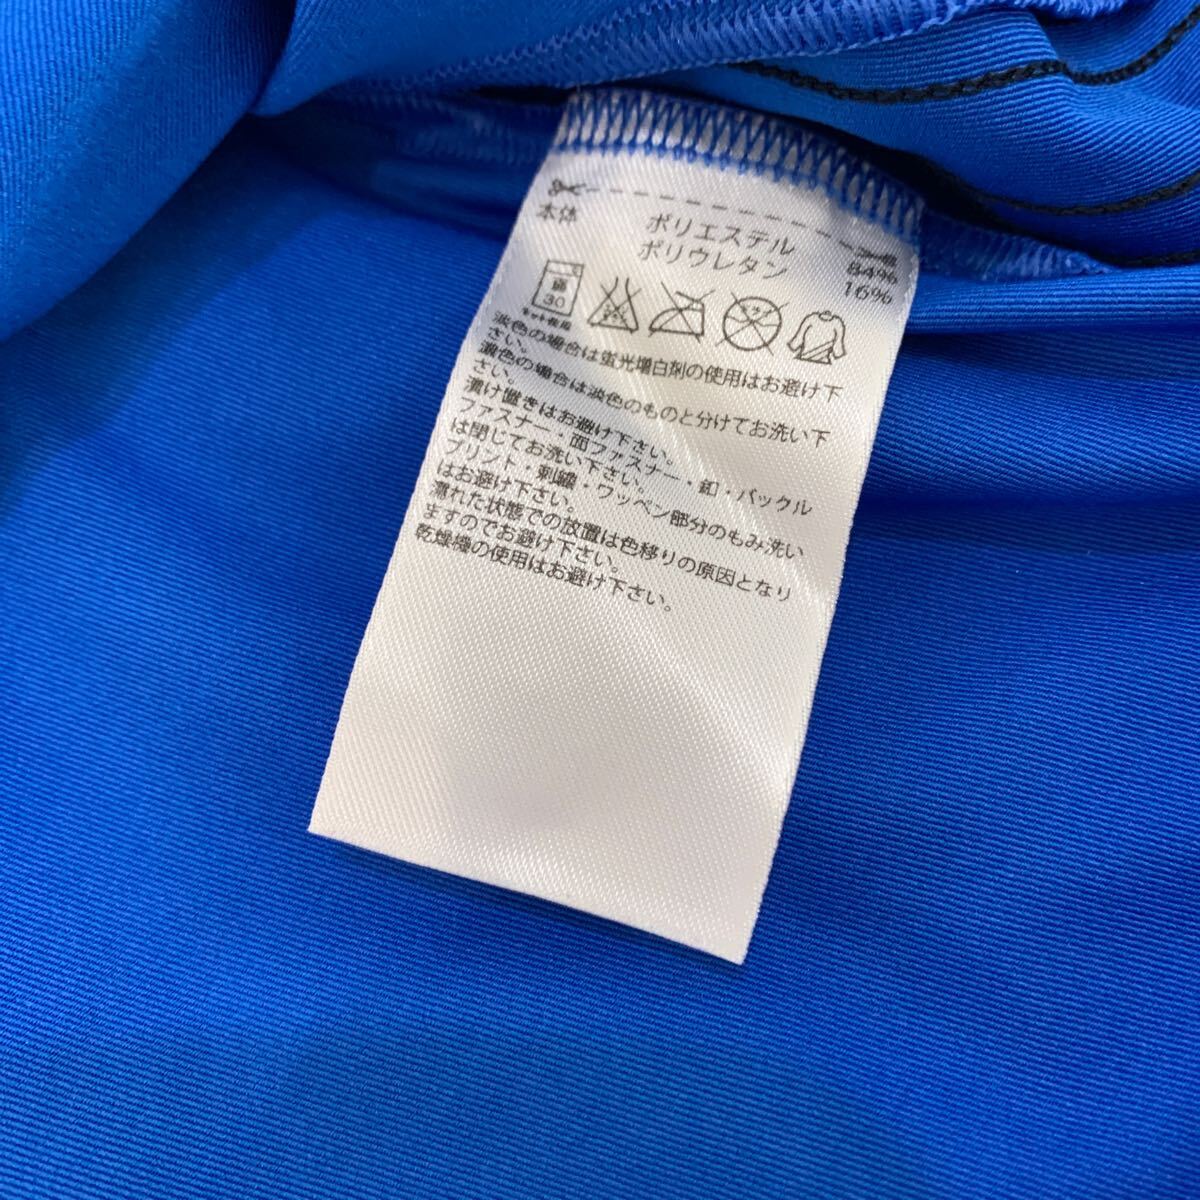 本体 ポリエステル 84%
ポリウレタン 16%
弱
30
ネット使用
淡色の場合は蛍光増白剤の使用はお避け下
さい。
濃色の場合は淡色のものと分けてお洗い下
さい。
漬け置きはお避け下さい。
ファスナー・面ファスナー・釦・バックル
は閉じてお洗い下さい。
プリント・刺繍・ワッペン部分のもみ洗い
はお避け下さい。
濡れた状態での放置は色移りの原因となり
ますのでお避け下さい。
乾燥機の使用はお避け下さい。